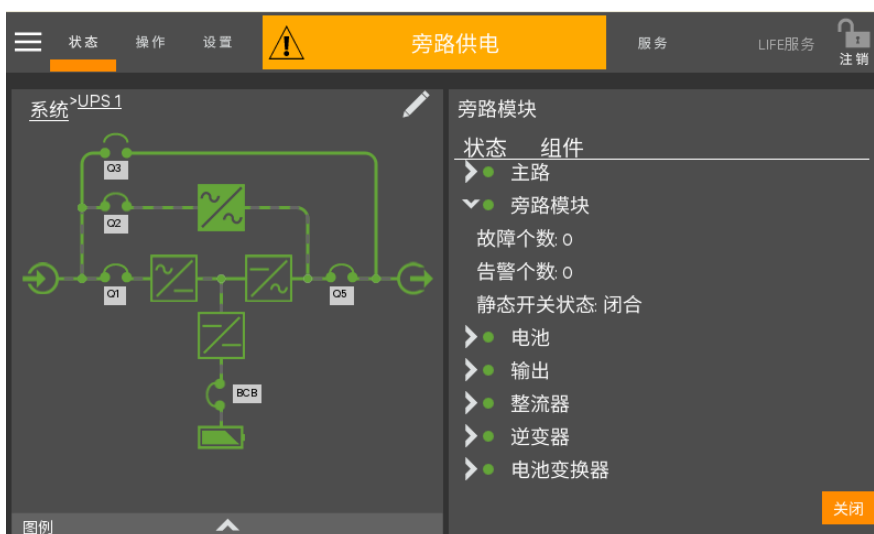 状态 操作 设置 旁路供电 服务 LIFE服务 注销
系统>UPS 1
Q3
Q2
Q1
Q5
BCB
图例
旁路模块
状态 组件
主路
旁路模块
故障个数: 0
告警个数: 0
静态开关状态: 闭合
电池
输出
整流器
逆变器
电池变换器
关闭